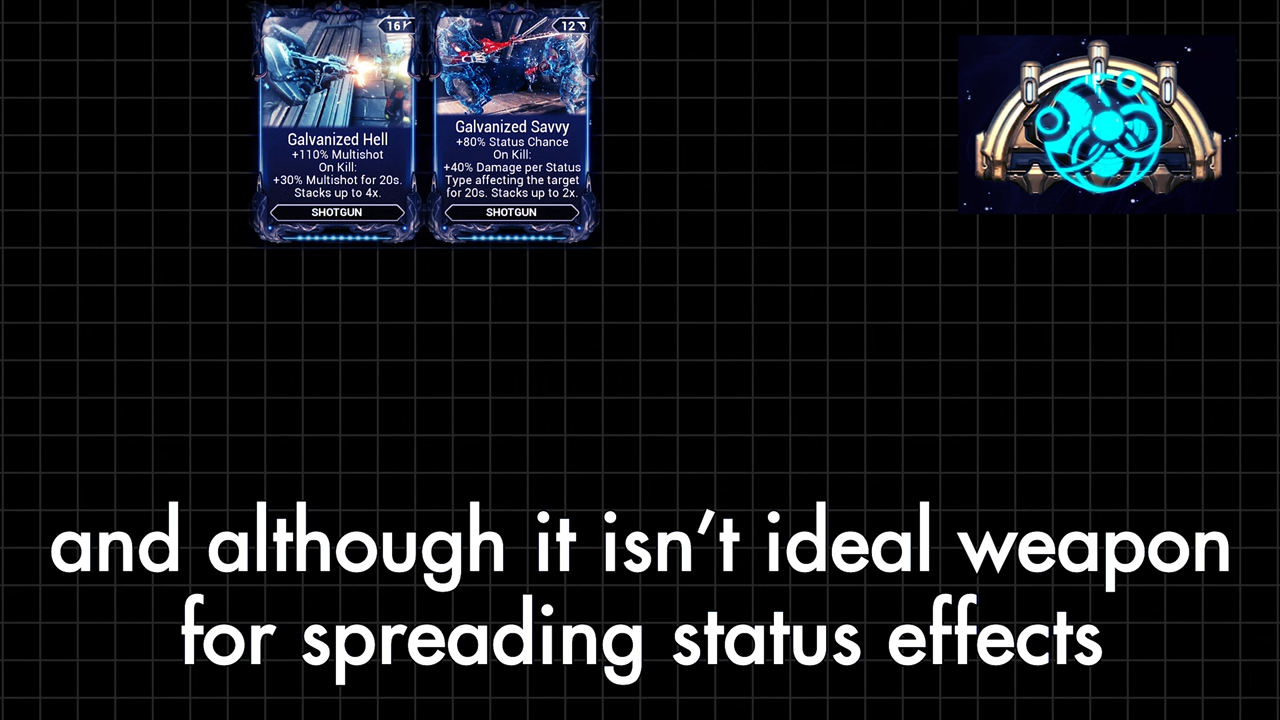 16
Galvanized Hell
+110% Multishot
On Kill:
+30% Multishot for 20s.
Stacks up to 4x.
SHOTGUN
12
Galvanized Savvy
+80% Status Chance
On Kill:
+40% Damage per Status
Type affecting the target
for 20s. Stacks up to 2x.
SHOTGUN
and although it isn't ideal weapon
for spreading status effects